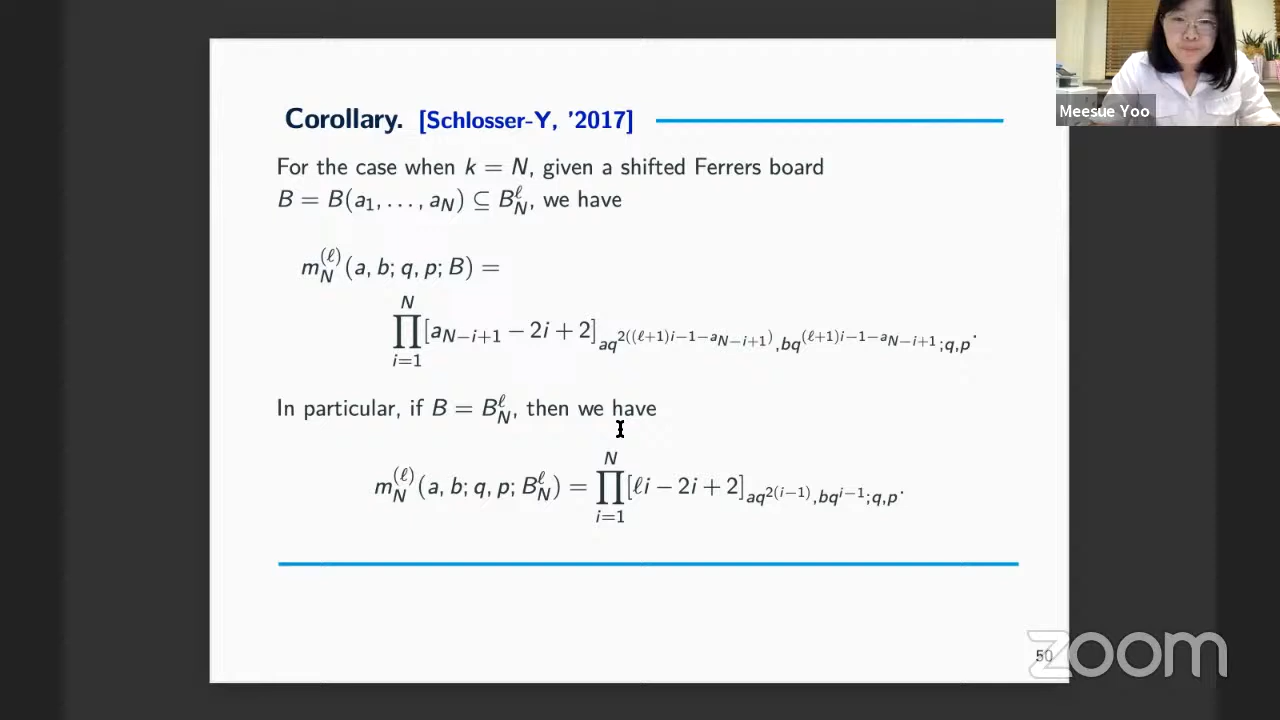 Corollary. [Schlosser-Y, '2017]
For the case when k = N, given a shifted Ferrers board
B = B(a₁, . . . , a_N) ⊆ B_N^ℓ, we have
m_N^{(ℓ)}(a, b; q, p; B) =
∏_{i=1}^{N} [a_{N−i+1} − 2i + 2]_{aq^{2((ℓ+1)i−1−a_{N−i+1})}, bq^{(ℓ+1)i−1−a_{N−i+1}}; q, p}.
In particular, if B = B_N^ℓ, then we have
m_N^{(ℓ)}(a, b; q, p; B_N^ℓ) = ∏_{i=1}^{N} [ℓi − 2i + 2]_{aq^{2(i−1)}, bq^{i−1}; q, p}.
50
Meesue Yoo
zoom